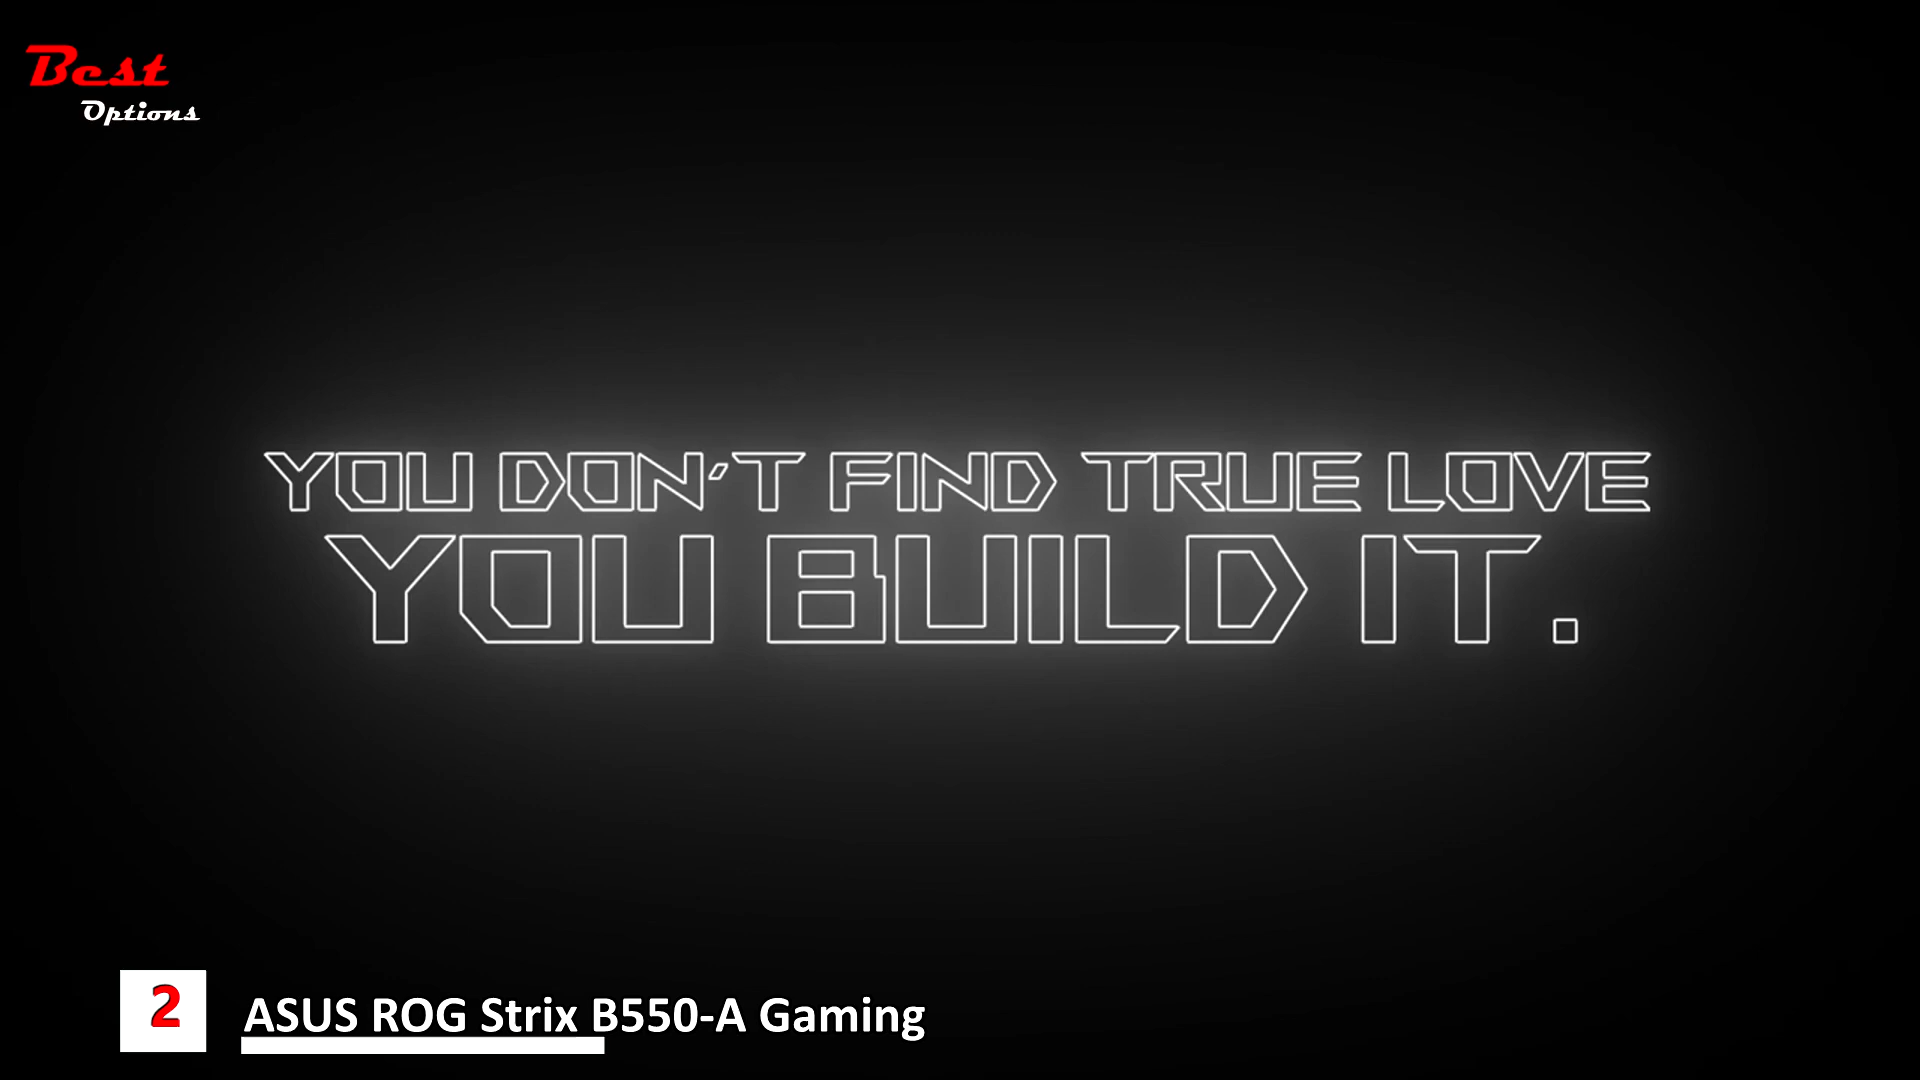 Best
Options
YOU DON'T FIND TRUE LOVE
YOU BUILD IT.
2
ASUS ROG Strix B550-A Gaming